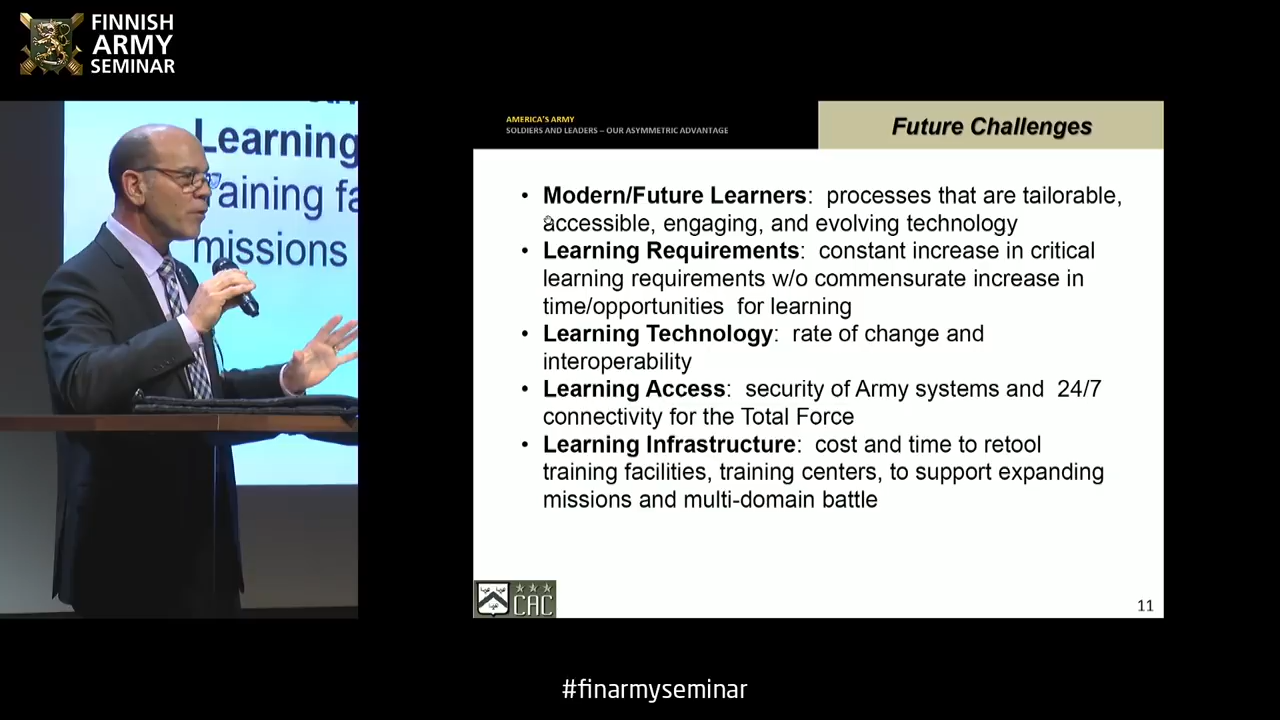 FINNISH
ARMY
SEMINAR
Learning
raining fa
missions
AMERICA'S ARMY
SOLDIERS AND LEADERS – OUR ASYMMETRIC ADVANTAGE
Future Challenges
• Modern/Future Learners: processes that are tailorable,
accessible, engaging, and evolving technology
• Learning Requirements: constant increase in critical
learning requirements w/o commensurate increase in
time/opportunities for learning
• Learning Technology: rate of change and
interoperability
• Learning Access: security of Army systems and 24/7
connectivity for the Total Force
• Learning Infrastructure: cost and time to retool
training facilities, training centers, to support expanding
missions and multi-domain battle
CAC
11
#finarmyseminar